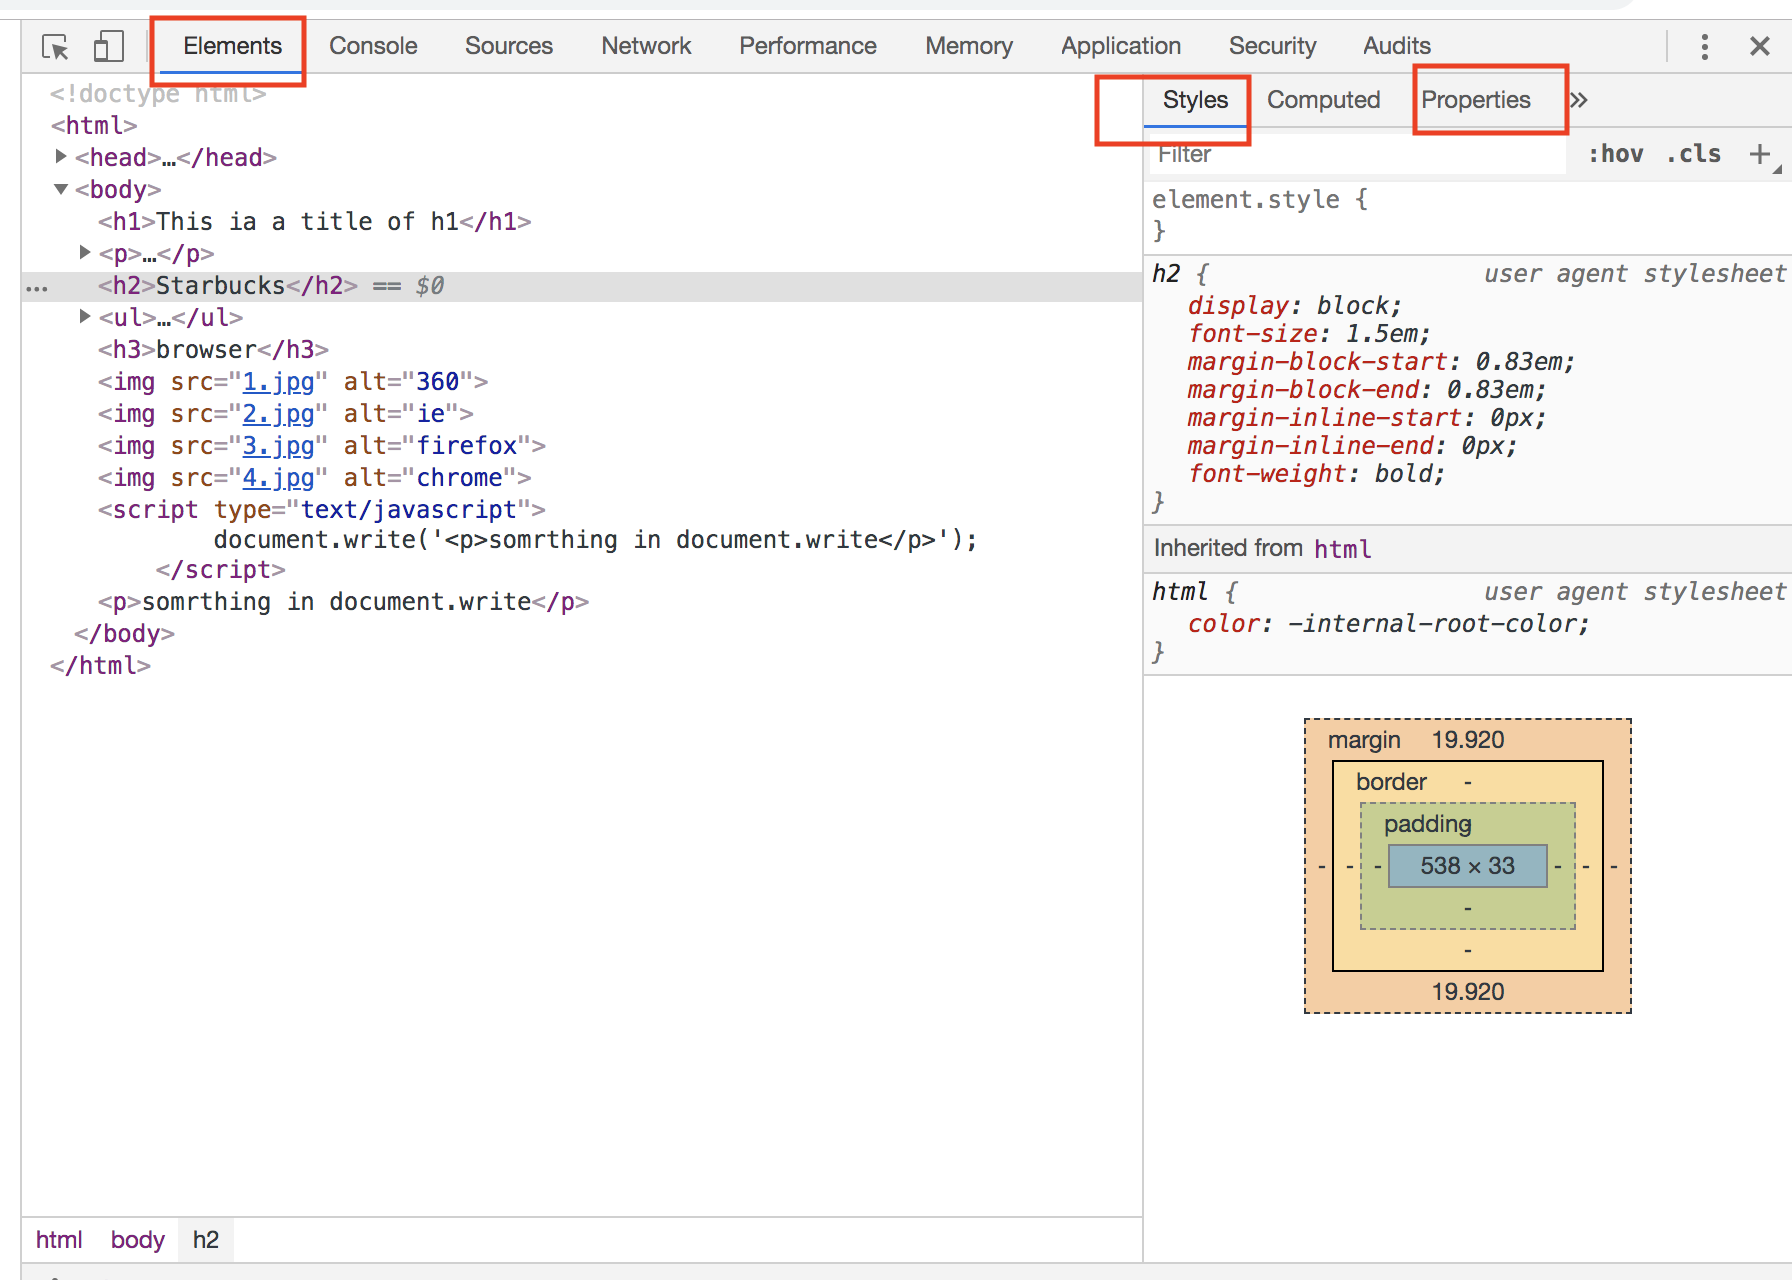 Elements Console Sources Network Performance Memory Application Security Audits
<!doctype html>
<html>
<head>…</head>
<body>
<h1>This ia a title of h1</h1>
<p>…</p>
<h2>Starbucks</h2> == $0
<ul>…</ul>
<h3>browser</h3>
<img src="1.jpg" alt="360">
<img src="2.jpg" alt="ie">
<img src="3.jpg" alt="firefox">
<img src="4.jpg" alt="chrome">
<script type="text/javascript">
document.write('<p>somrthing in document.write</p>');
</script>
<p>somrthing in document.write</p>
</body>
</html>
html body h2
Styles Computed Properties »
Filter :hov .cls +
element.style {
}
h2 { user agent stylesheet
display: block;
font-size: 1.5em;
margin-block-start: 0.83em;
margin-block-end: 0.83em;
margin-inline-start: 0px;
margin-inline-end: 0px;
font-weight: bold;
}
Inherited from html
html { user agent stylesheet
color: -internal-root-color;
}
margin 19.920
border -
padding -
- - - 538 × 33 - - -
-
-
19.920